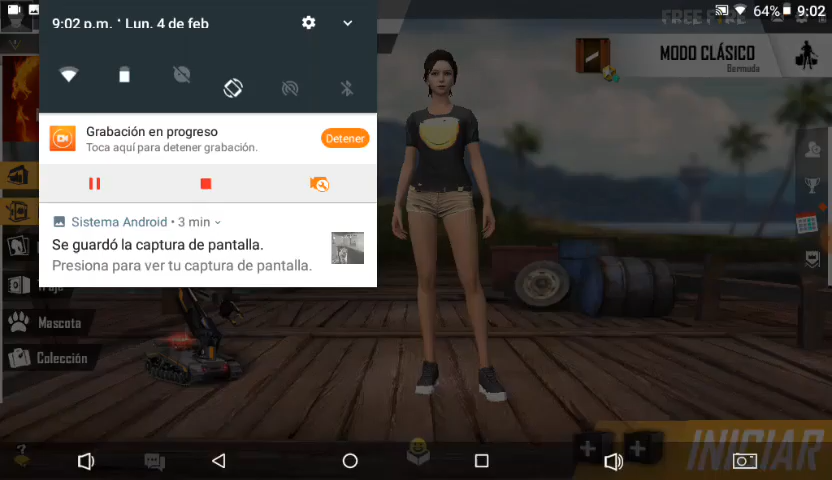 9:02 p.m. • Lun. 4 de feb
FREE FIRE
64%
9:02
MODO CLÁSICO
Bermuda
Grabación en progreso
Toca aquí para detener grabación.
Detener
Sistema Android • 3 min
Se guardó la captura de pantalla.
Presiona para ver tu captura de pantalla.
Mascota
Colección
INICIAR